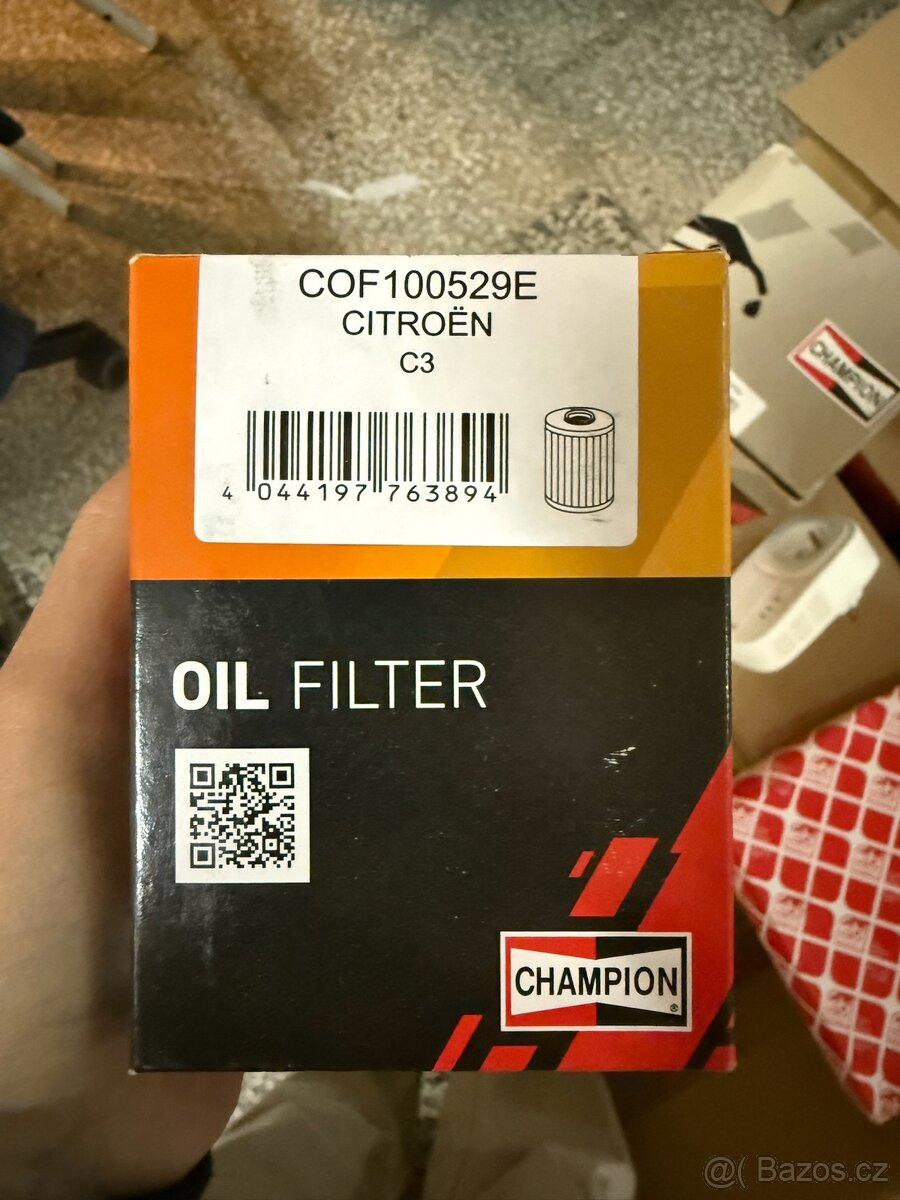 COF100529E
CITROËN
C3
4 044197 763894
OIL FILTER
CHAMPION
®
CHAMPION
@( Bazos.cz